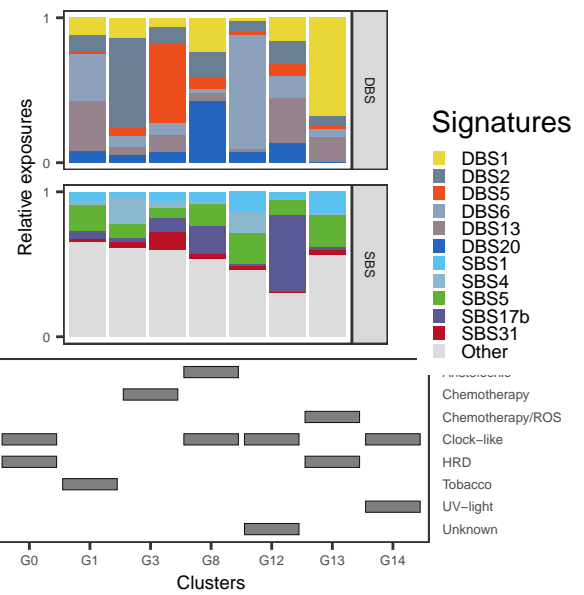 1
DBS
0
Relative exposures
1
SBS
0
Signatures
DBS1
DBS2
DBS5
DBS6
DBS13
DBS20
SBS1
SBS4
SBS5
SBS17b
SBS31
Other
Chemotherapy
Chemotherapy/ROS
Clock−like
HRD
Tobacco
UV−light
Unknown
G0 G1 G3 G8 G12 G13 G14
Clusters